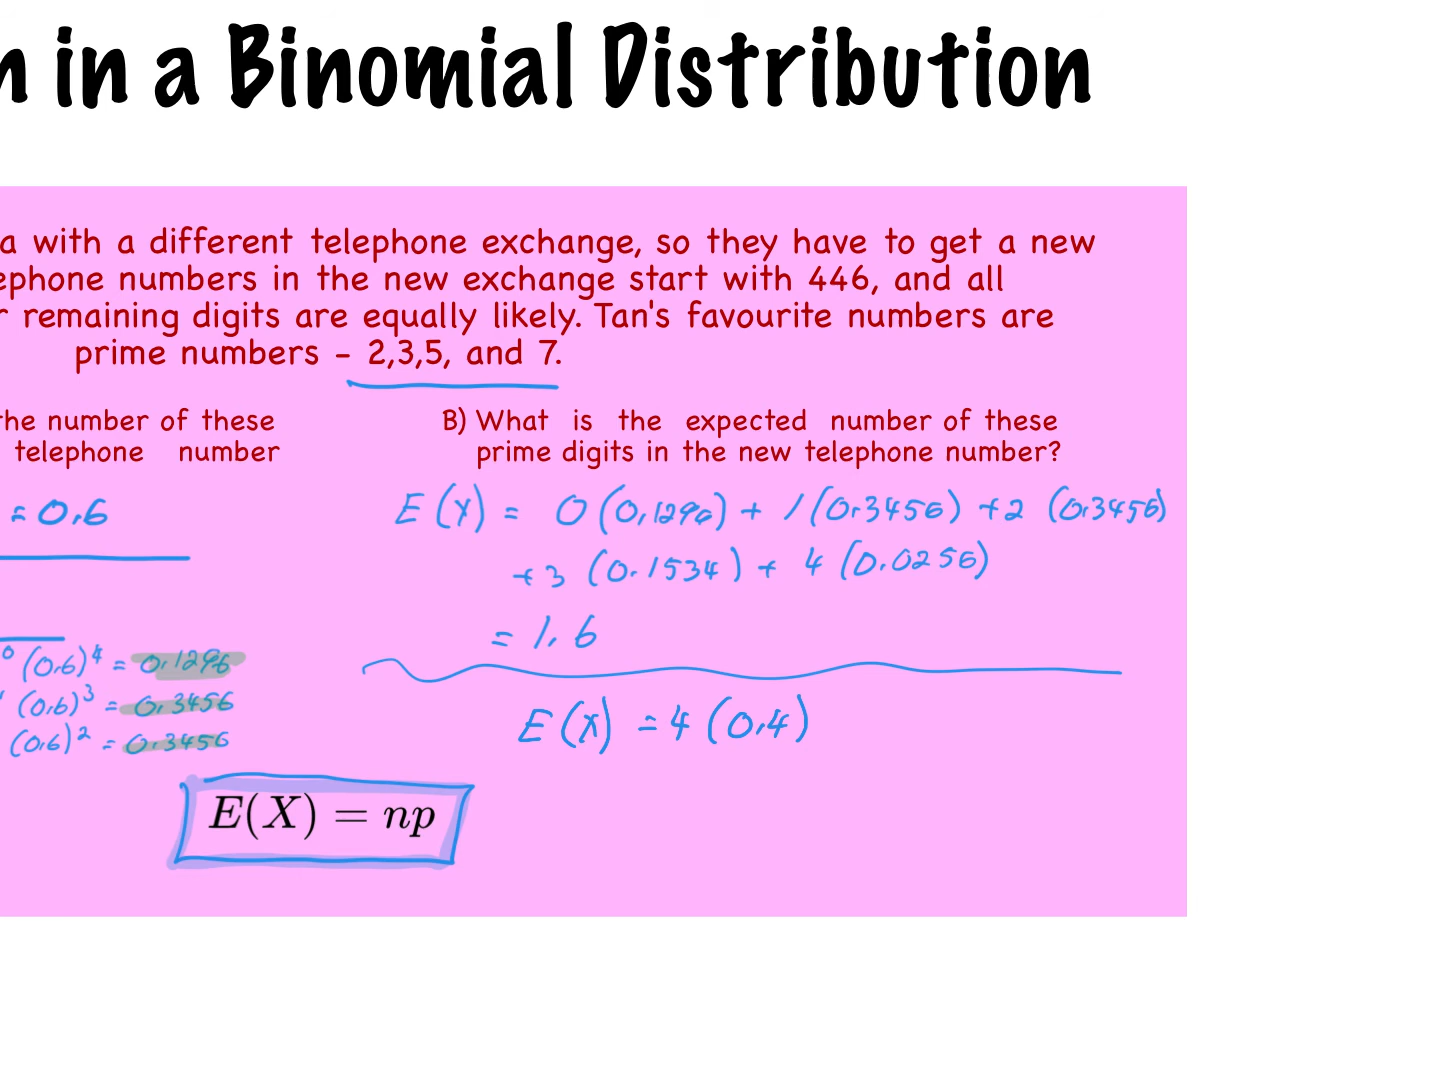 n in a Binomial Distribution
a with a different telephone exchange, so they have to get a new
ephone numbers in the new exchange start with 446, and all
r remaining digits are equally likely. Tan's favourite numbers are
prime numbers – 2,3,5, and 7.
the number of these
telephone number
= 0.6
0 (0.6)^4 = 0.1296
(0.6)^3 = 0.3456
(0.6)^2 = 0.3456
B) What is the expected number of these
prime digits in the new telephone number?
E(X) = 0(0.1296) + 1(0.3456) + 2 (0.3456)
+ 3 (0.1534) + 4 (0.0256)
= 1.6
E(X) = 4 (0.4)
E(X) = np